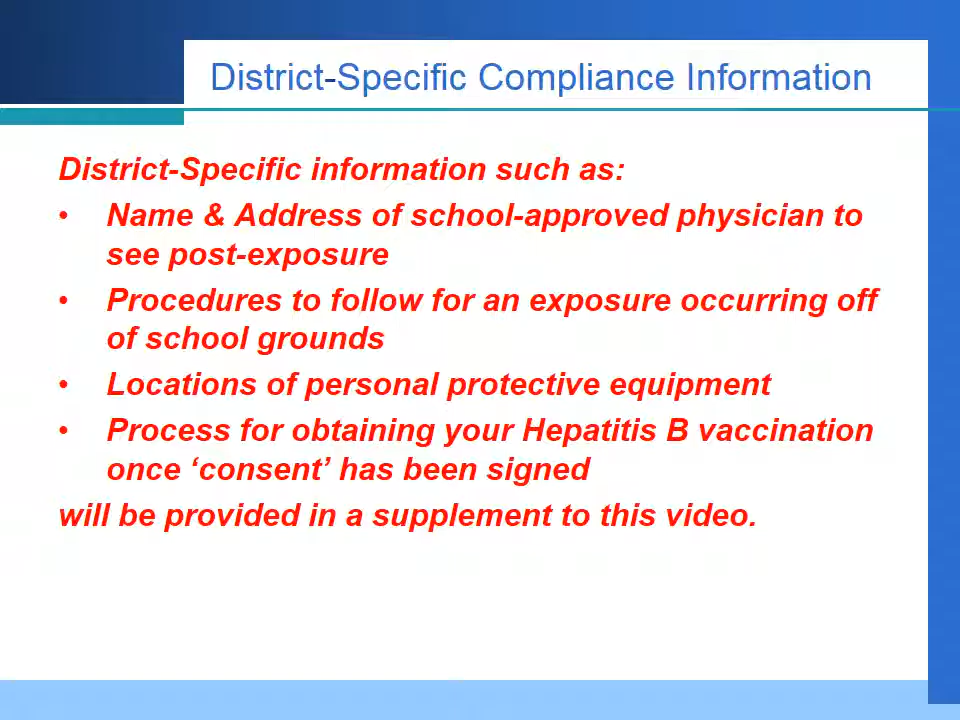 District-Specific Compliance Information
District-Specific information such as:
• Name & Address of school-approved physician to
see post-exposure
• Procedures to follow for an exposure occurring off
of school grounds
• Locations of personal protective equipment
• Process for obtaining your Hepatitis B vaccination
once ‘consent’ has been signed
will be provided in a supplement to this video.